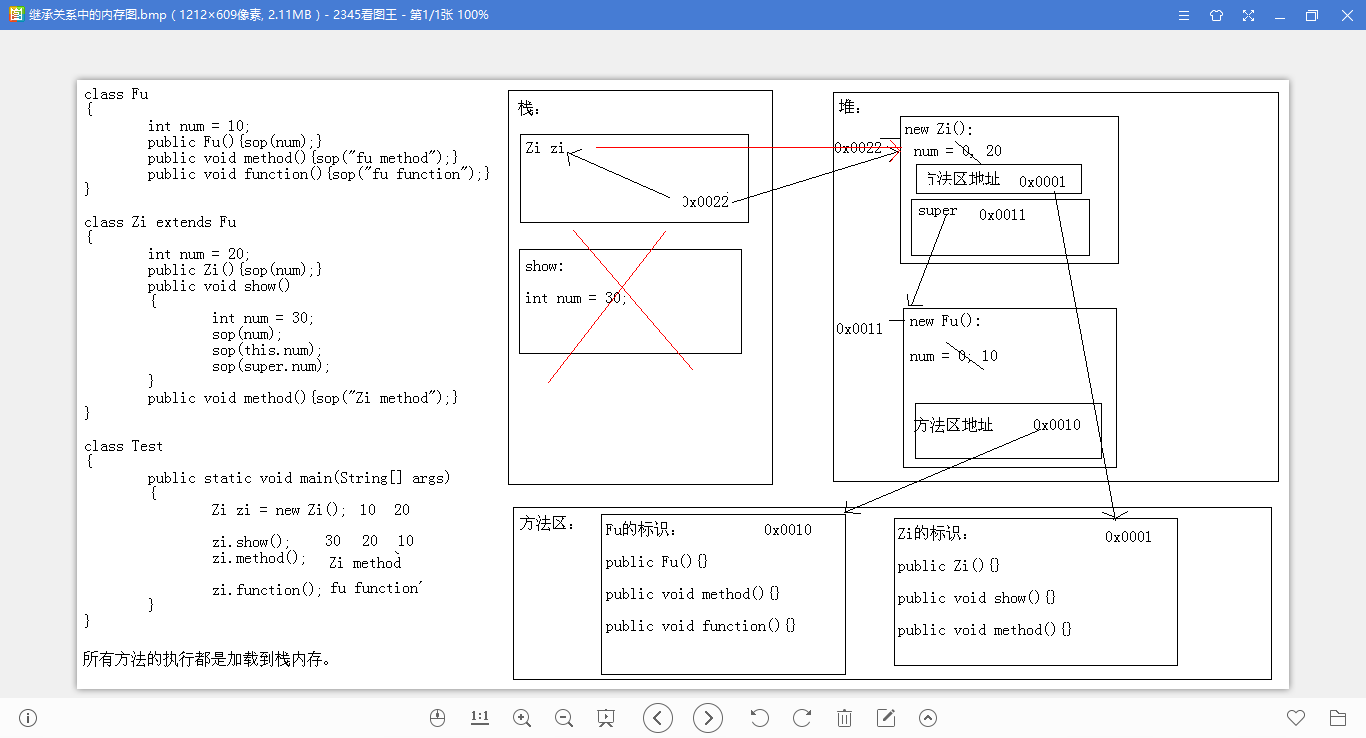 继承关系中的内存图.bmp ( 1212×609像素, 2.11MB ) - 2345看图王 - 第1/1张 100%
class Fu
{
int num = 10;
public Fu(){sop(num);}
public void method(){sop("fu method");}
public void function(){sop("fu function");}
}
class Zi extends Fu
{
int num = 20;
public Zi(){sop(num);}
public void show()
{
int num = 30;
sop(num);
sop(this.num);
sop(super.num);
}
public void method(){sop("Zi method");}
}
class Test
{
public static void main(String[] args)
{
Zi zi = new Zi(); 10 20
zi.show(); 30 20 10
zi.method(); Zi method
zi.function(); fu function
}
}
所有方法的执行都是加载到栈内存。
栈:
Zi zi
0x0022
show:
int num = 30;
堆:
0x0022
new Zi():
num = 0, 20
方法区地址 0x0001
super 0x0011
0x0011
new Fu():
num = 0; 10
方法区地址 0x0010
方法区:
Fu的标识: 0x0010
public Fu(){}
public void method(){}
public void function(){}
Zi的标识: 0x0001
public Zi(){}
public void show(){}
public void method(){}
1:1